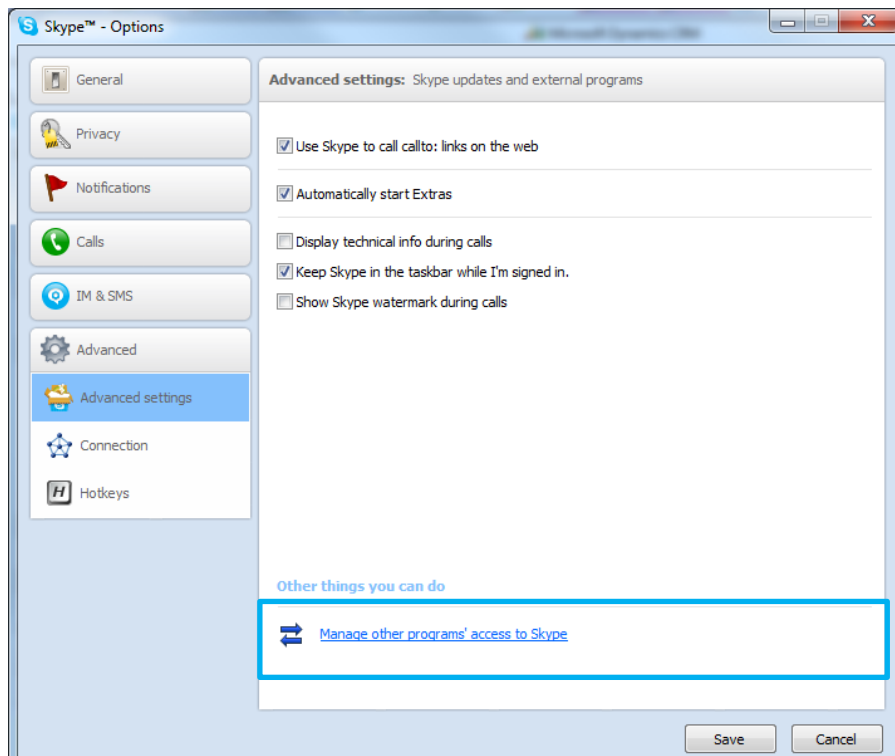 Skype™ - Options
General
Privacy
Notifications
Calls
IM & SMS
Advanced
Advanced settings
Connection
H Hotkeys
Advanced settings: Skype updates and external programs
Use Skype to call callto: links on the web
Automatically start Extras
Display technical info during calls
Keep Skype in the taskbar while I'm signed in.
Show Skype watermark during calls
Other things you can do
Manage other programs' access to Skype
Save
Cancel